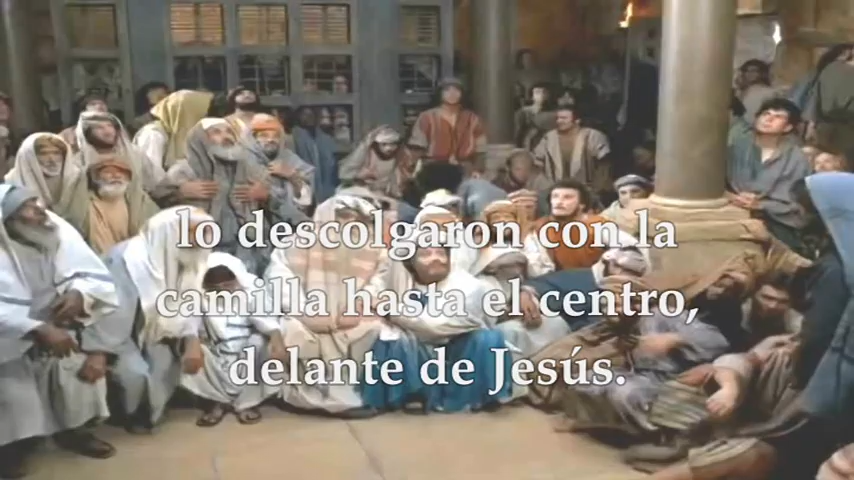 lo descolgaron con la
camilla hasta el centro,
delante de Jesús.